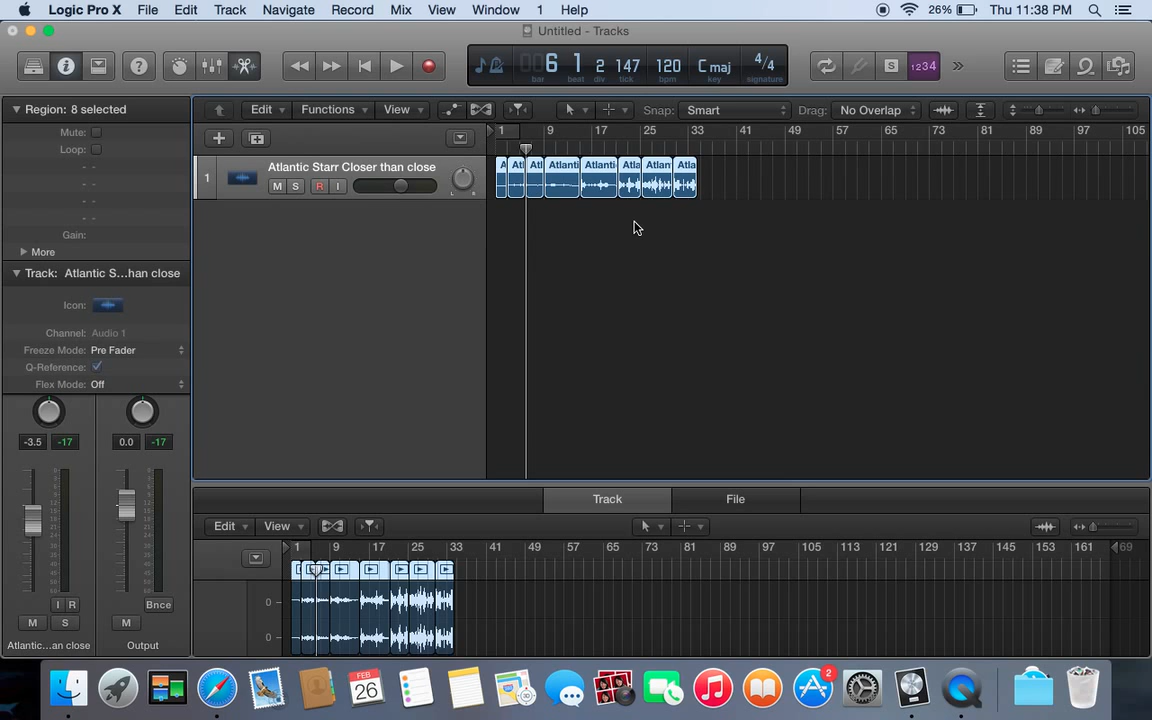 Logic Pro X File Edit Track Navigate Record Mix View Window 1 Help 26% Thu 11:38 PM
Untitled - Tracks
6 1 2 147 120 C maj 4/4 1234
bar beat div tick bpm key signature
Region: 8 selected
Edit Functions View Snap: Smart Drag: No Overlap
Mute:
Loop:
Gain:
More
1 9 17 25 33 41 49 57 65 73 81 89 97 105
1 Atlantic Starr Closer than close
M S R I L R
A Atl Atl Atlanti Atlanti Atla Atlan Atla
Track: Atlantic S...han close
Icon:
Channel: Audio 1
Freeze Mode: Pre Fader
Q-Reference:
Flex Mode: Off
-3.5 -17 0.0 -17
I R Bnce
M S M
Atlantic...an close Output
Track File
Edit View
1 9 17 25 33 41 49 57 65 73 81 89 97 105 113 121 129 137 145 153 161 69
0
0
FEB
26
2